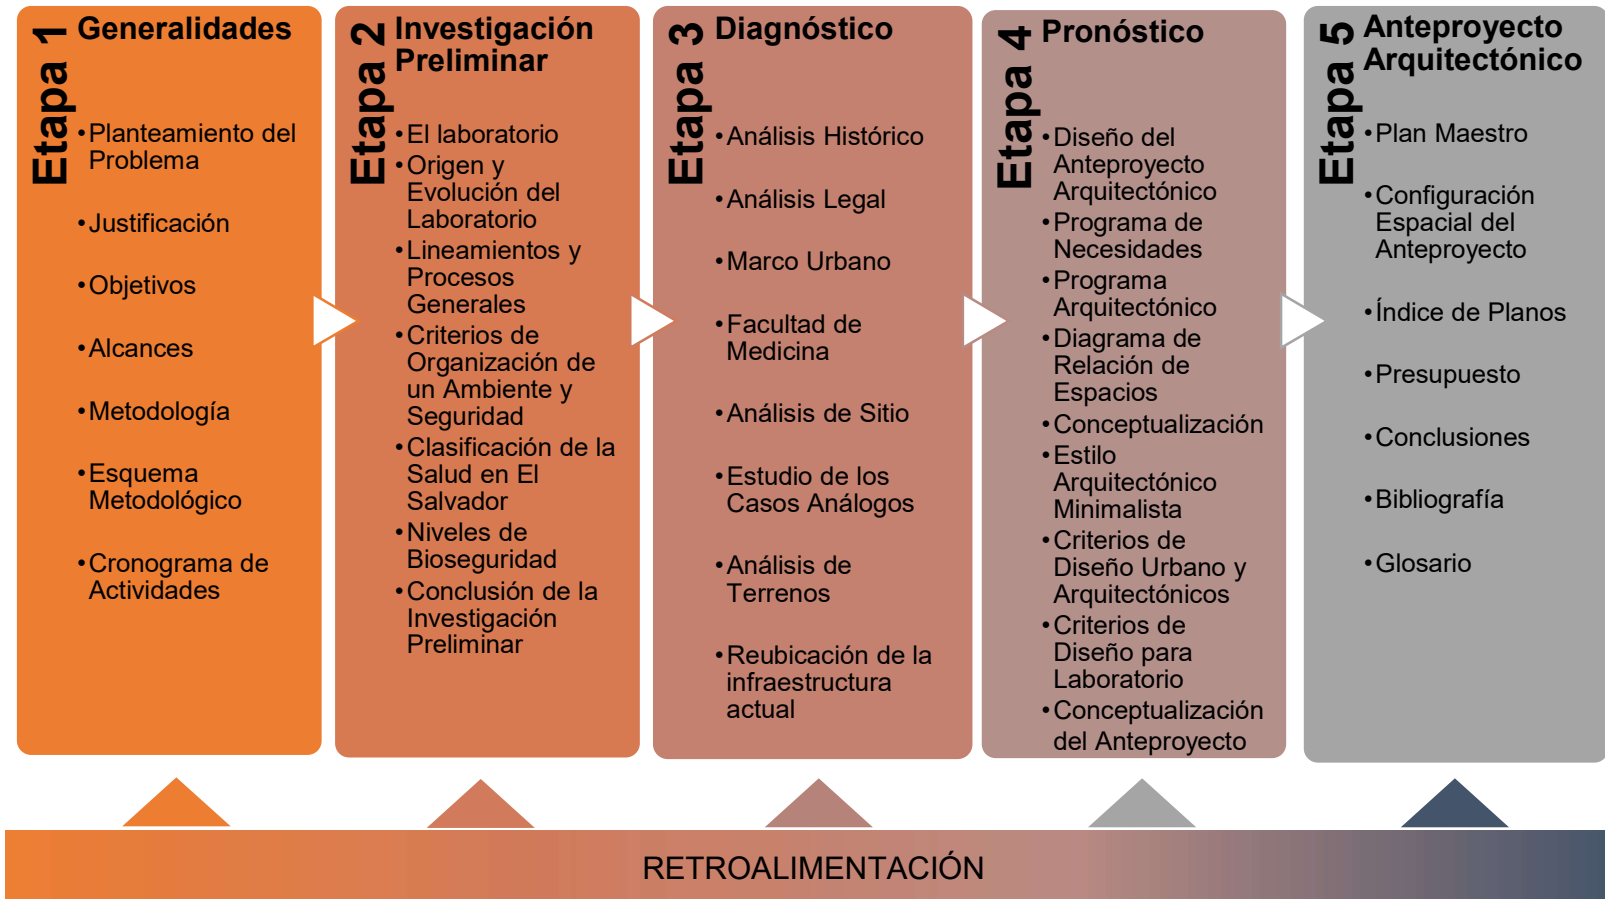 Etapa 1
Generalidades
•Planteamiento del
Problema
•Justificación
•Objetivos
•Alcances
•Metodología
•Esquema
Metodológico
•Cronograma de
Actividades
Etapa 2
Investigación
Preliminar
•El laboratorio
•Origen y
Evolución del
Laboratorio
•Lineamientos y
Procesos
Generales
•Criterios de
Organización de
un Ambiente y
Seguridad
•Clasificación de la
Salud en El
Salvador
•Niveles de
Bioseguridad
•Conclusión de la
Investigación
Preliminar
Etapa 3
Diagnóstico
•Análisis Histórico
•Análisis Legal
•Marco Urbano
•Facultad de
Medicina
•Análisis de Sitio
•Estudio de los
Casos Análogos
•Análisis de
Terrenos
•Reubicación de la
infraestructura
actual
Etapa 4
Pronóstico
•Diseño del
Anteproyecto
Arquitectónico
•Programa de
Necesidades
•Programa
Arquitectónico
•Diagrama de
Relación de
Espacios
•Conceptualización
•Estilo
Arquitectónico
Minimalista
•Criterios de
Diseño Urbano y
Arquitectónicos
•Criterios de
Diseño para
Laboratorio
•Conceptualización
del Anteproyecto
Etapa 5
Anteproyecto
Arquitectónico
•Plan Maestro
•Configuración
Espacial del
Anteproyecto
•Índice de Planos
•Presupuesto
•Conclusiones
•Bibliografía
•Glosario
RETROALIMENTACIÓN